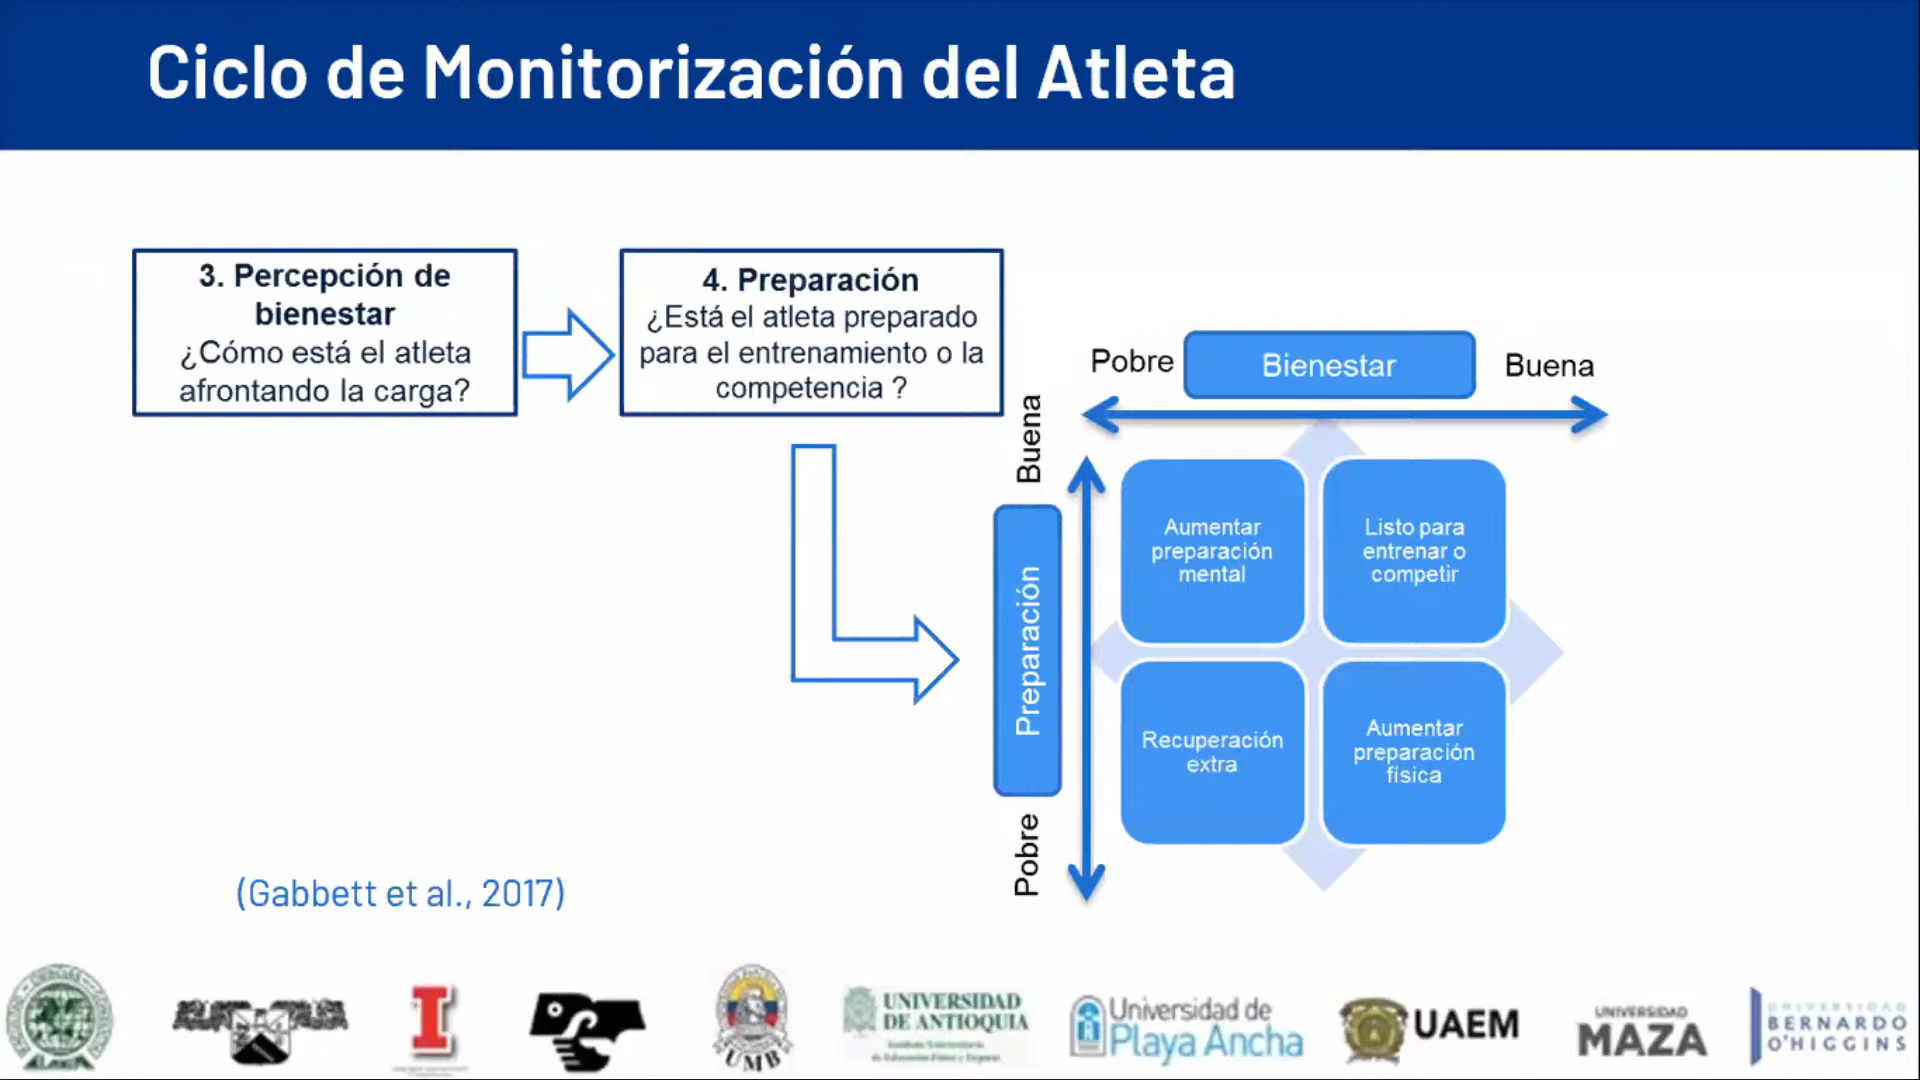 Ciclo de Monitorización del Atleta
3. Percepción de
bienestar
¿Cómo está el atleta
afrontando la carga?
4. Preparación
¿Está el atleta preparado
para el entrenamiento o la
competencia ?
Pobre
Bienestar
Buena
Buena
Preparación
Pobre
Aumentar
preparación
mental
Listo para
entrenar o
competir
Recuperación
extra
Aumentar
preparación
física
(Gabbett et al., 2017)
I
UMB
UNIVERSIDAD
DE ANTIOQUIA
Universidad de
Playa Ancha
UAEM
UNIVERSIDAD
MAZA
UNIVERSIDAD
BERNARDO
O'HIGGINS